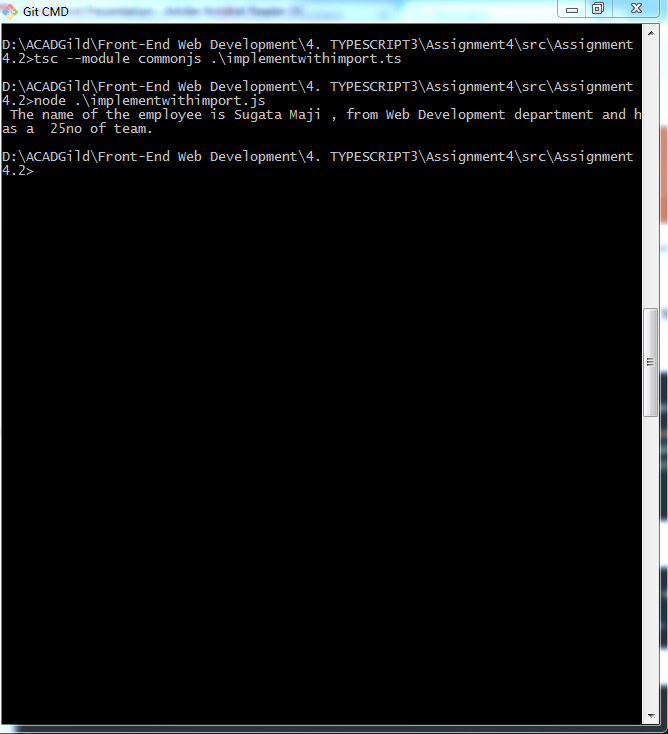 Git CMD
D:\ACADGild\Front-End Web Development\4. TYPESCRIPT3\Assignment4\src\Assignment
4.2>tsc --module commonjs .\implementwithimport.ts
D:\ACADGild\Front-End Web Development\4. TYPESCRIPT3\Assignment4\src\Assignment
4.2>node .\implementwithimport.js
 The name of the employee is Sugata Maji , from Web Development department and h
as a  25no of team.
D:\ACADGild\Front-End Web Development\4. TYPESCRIPT3\Assignment4\src\Assignment
4.2>